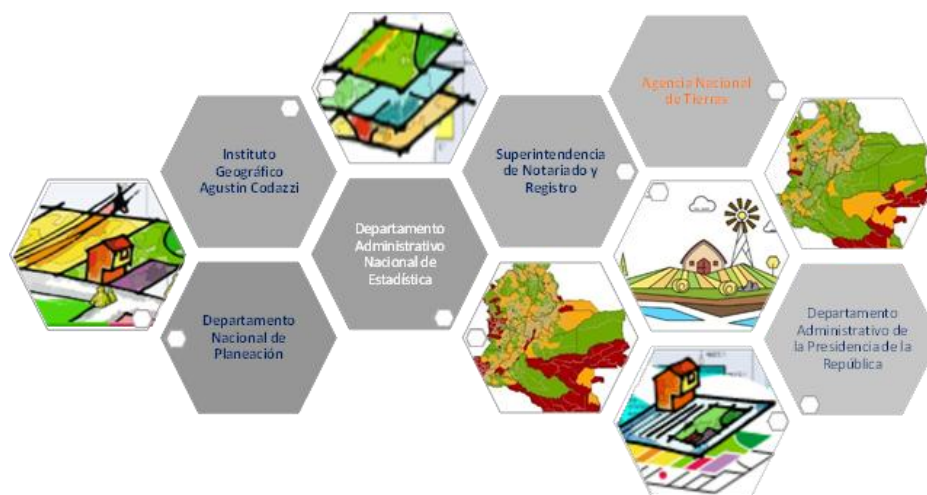 Agencia Nacional
de Tierras
Instituto
Geográfico
Agustín Codazzi
Superintendencia
de Notariado y
Registro
Departamento
Administrativo
Nacional de
Estadística
Departamento
Nacional de
Planeación
Departamento
Administrativo de
la Presidencia de la
República